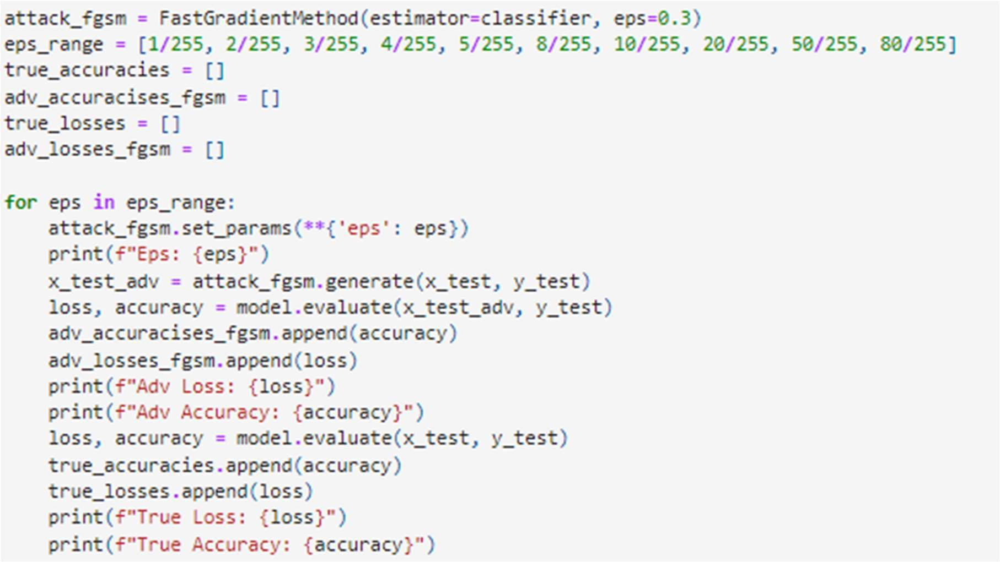 attack_fgsm = FastGradientMethod(estimator=classifier, eps=0.3)
eps_range = [1/255, 2/255, 3/255, 4/255, 5/255, 8/255, 10/255, 20/255, 50/255, 80/255]
true_accuracies = []
adv_accuracises_fgsm = []
true_losses = []
adv_losses_fgsm = []

for eps in eps_range:
    attack_fgsm.set_params(**{'eps': eps})
    print(f"Eps: {eps}")
    x_test_adv = attack_fgsm.generate(x_test, y_test)
    loss, accuracy = model.evaluate(x_test_adv, y_test)
    adv_accuracises_fgsm.append(accuracy)
    adv_losses_fgsm.append(loss)
    print(f"Adv Loss: {loss}")
    print(f"Adv Accuracy: {accuracy}")
    loss, accuracy = model.evaluate(x_test, y_test)
    true_accuracies.append(accuracy)
    true_losses.append(loss)
    print(f"True Loss: {loss}")
    print(f"True Accuracy: {accuracy}")